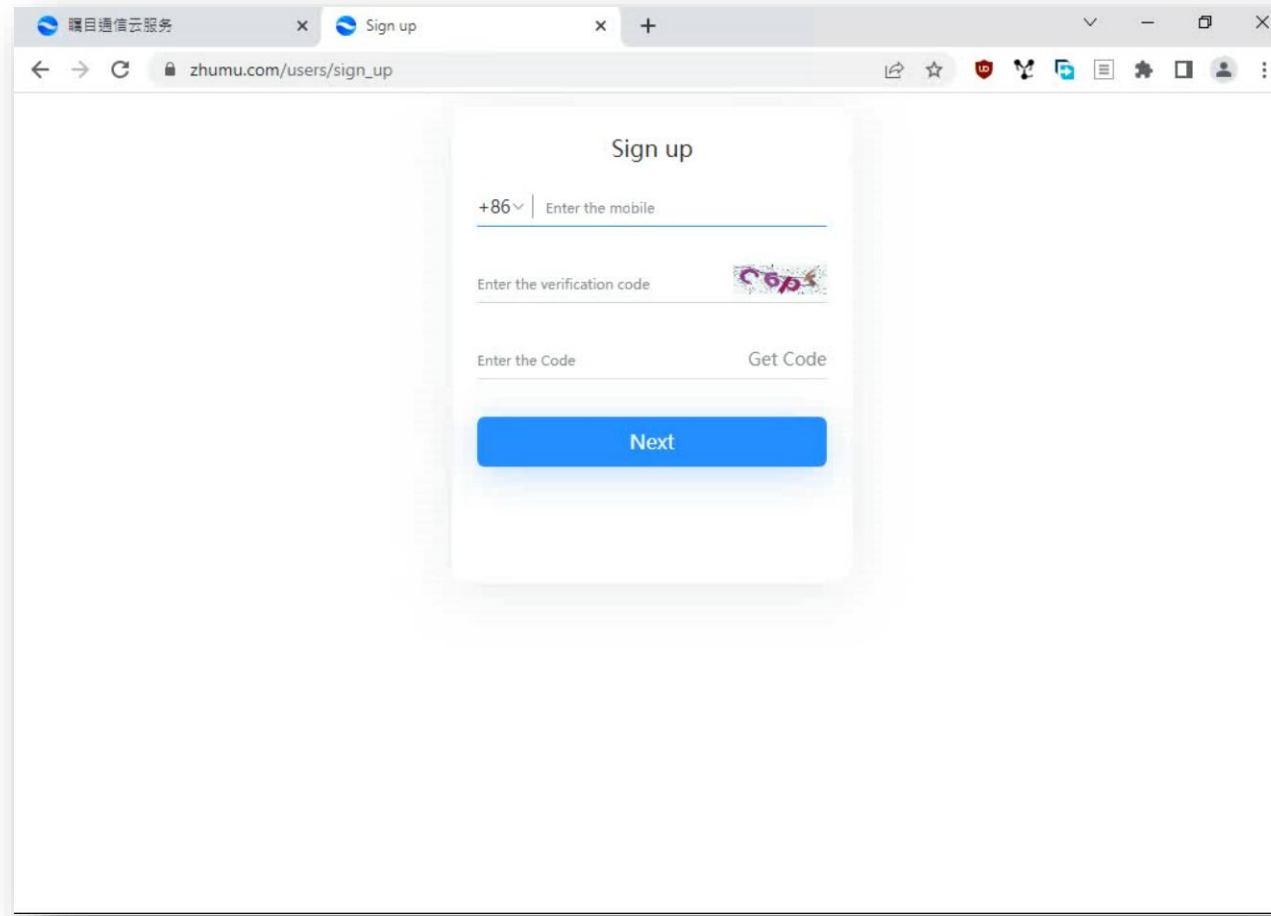 瞩目通信云服务
Sign up
zhumu.com/users/sign_up
Sign up
+86 Enter the mobile
Enter the verification code
Enter the Code Get Code
Next